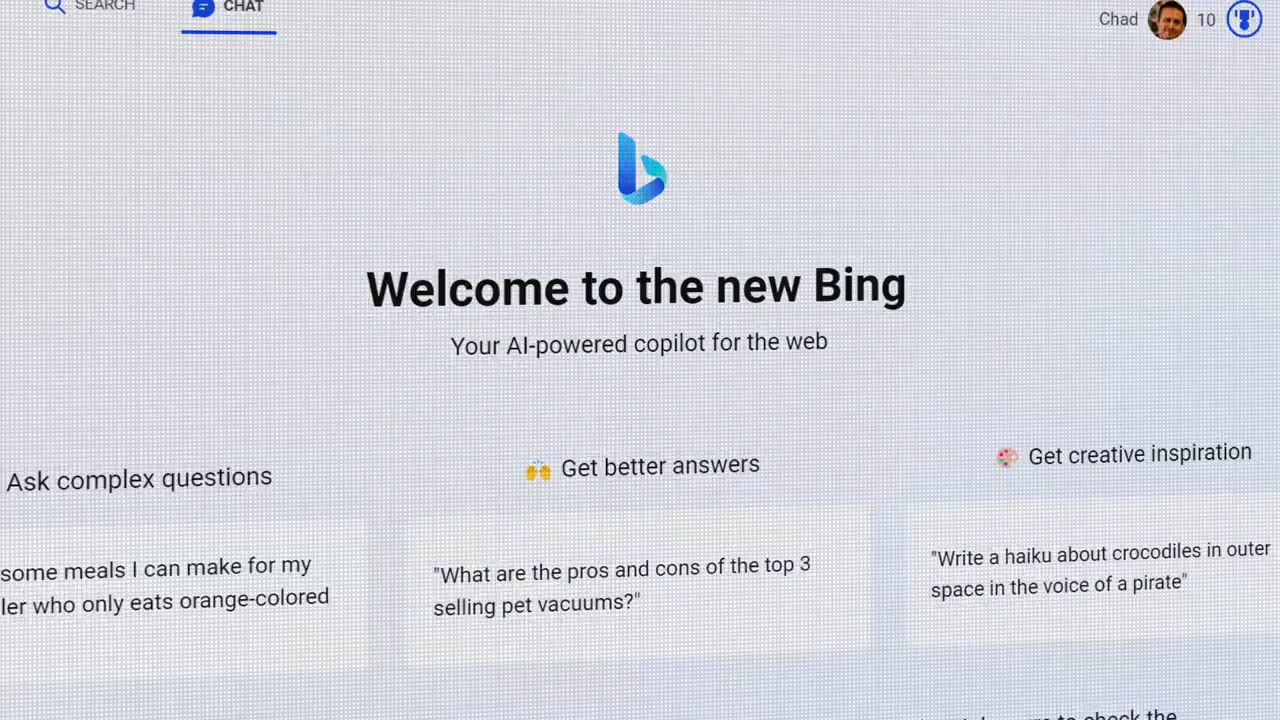 SEARCH
CHAT
Chad
10
Welcome to the new Bing
Your AI-powered copilot for the web
Ask complex questions
some meals I can make for my
ler who only eats orange-colored
🙌 Get better answers
"What are the pros and cons of the top 3
selling pet vacuums?"
🎨 Get creative inspiration
"Write a haiku about crocodiles in outer
space in the voice of a pirate"
to check the